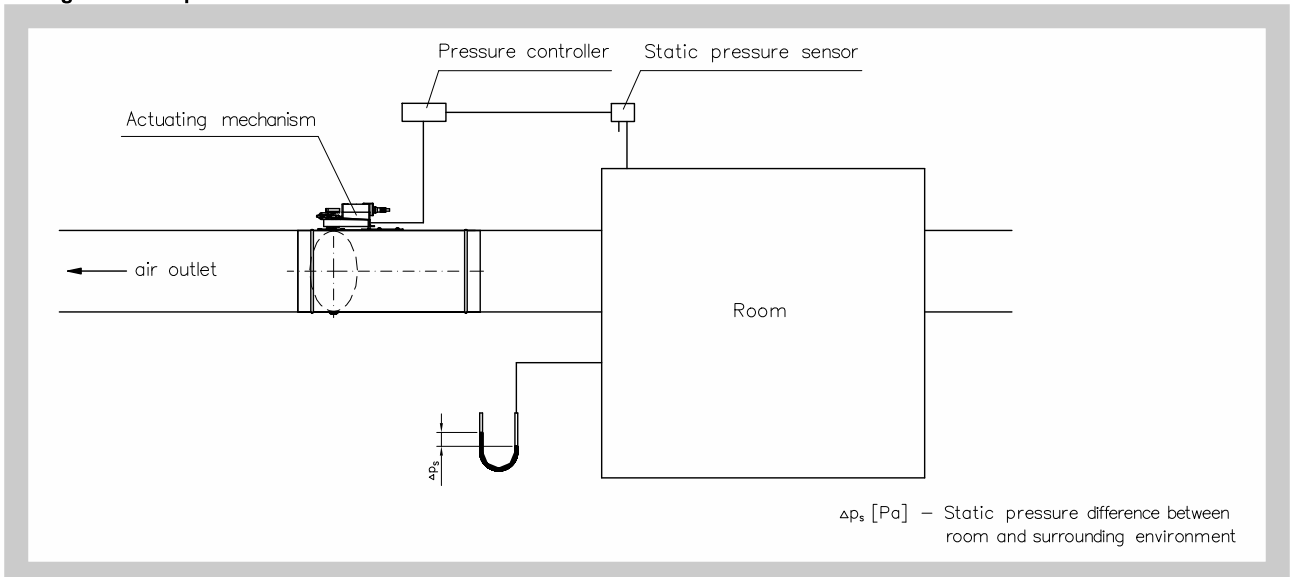 Pressure controller
Static pressure sensor
Actuating mechanism
air outlet
Room
Δps
Δps [Pa] – Static pressure difference between
room and surrounding environment